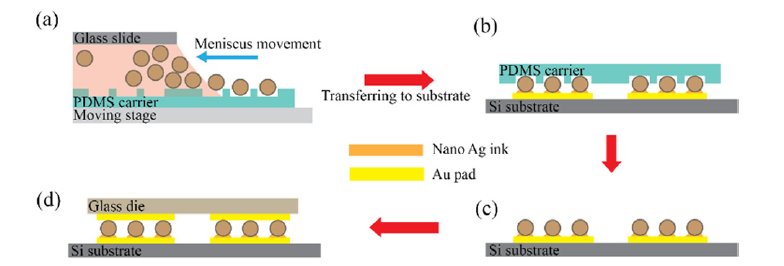 (a)
Glass slide
Meniscus movement
PDMS carrier
Moving stage
Transferring to substrate
(b)
PDMS carrier
Si substrate
Nano Ag ink
Au pad
(d)
Glass die
Si substrate
(c)
Si substrate